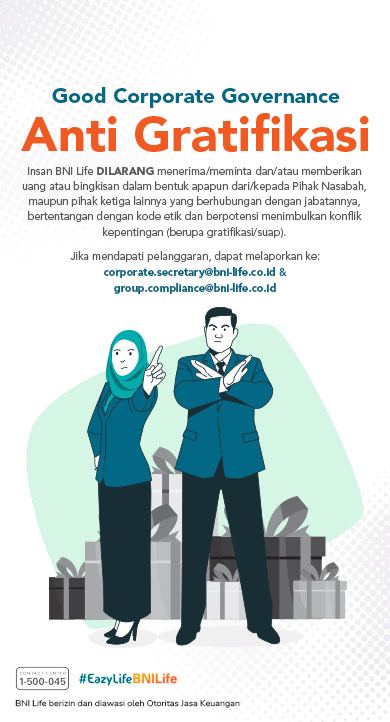 Good Corporate Governance
Anti Gratifikasi
Insan BNI Life DILARANG menerima/meminta dan/atau memberikan
uang atau bingkisan dalam bentuk apapun dari/kepada Pihak Nasabah,
maupun pihak ketiga lainnya yang berhubungan dengan jabatannya,
bertentangan dengan kode etik dan berpotensi menimbulkan konflik
kepentingan (berupa gratifikasi/suap).
Jika mendapati pelanggaran, dapat melaporkan ke:
corporate.secretary@bni-life.co.id &
group.compliance@bni-life.co.id
CONTACT CENTER
1-500-045
#EazyLifeBNILife
BNI Life berizin dan diawasi oleh Otoritas Jasa Keuangan